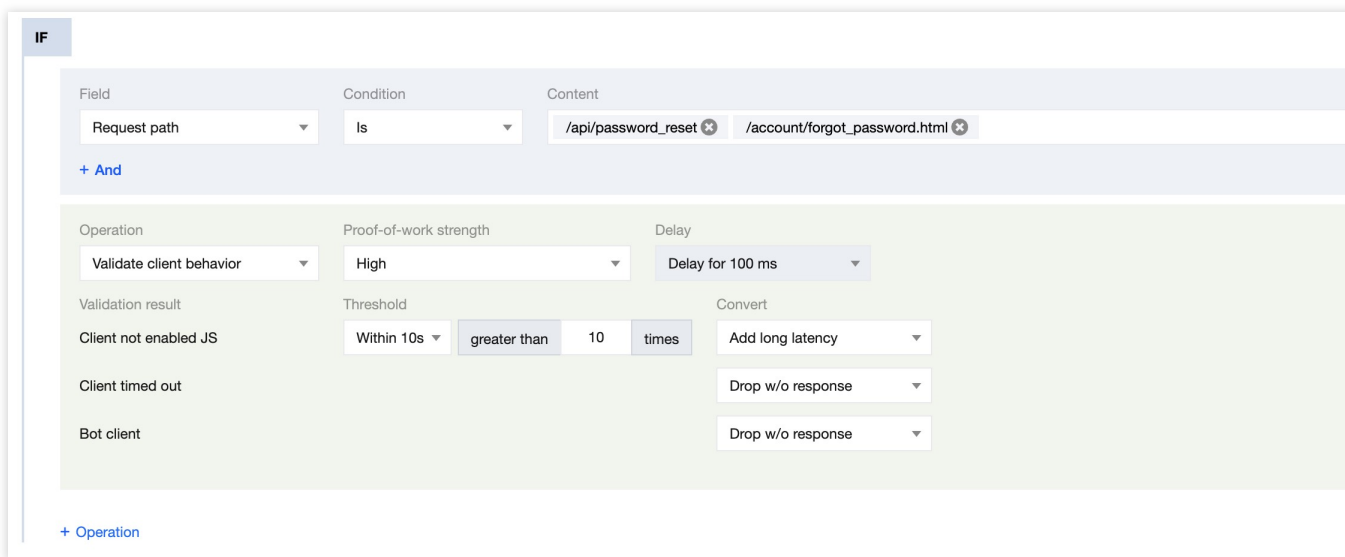 IF
Field Condition Content
Request path Is /api/password_reset /account/forgot_password.html
+ And
Operation Proof-of-work strength Delay
Validate client behavior High Delay for 100 ms
Validation result Threshold Convert
Client not enabled JS Within 10s greater than 10 times Add long latency
Client timed out Drop w/o response
Bot client Drop w/o response
+ Operation